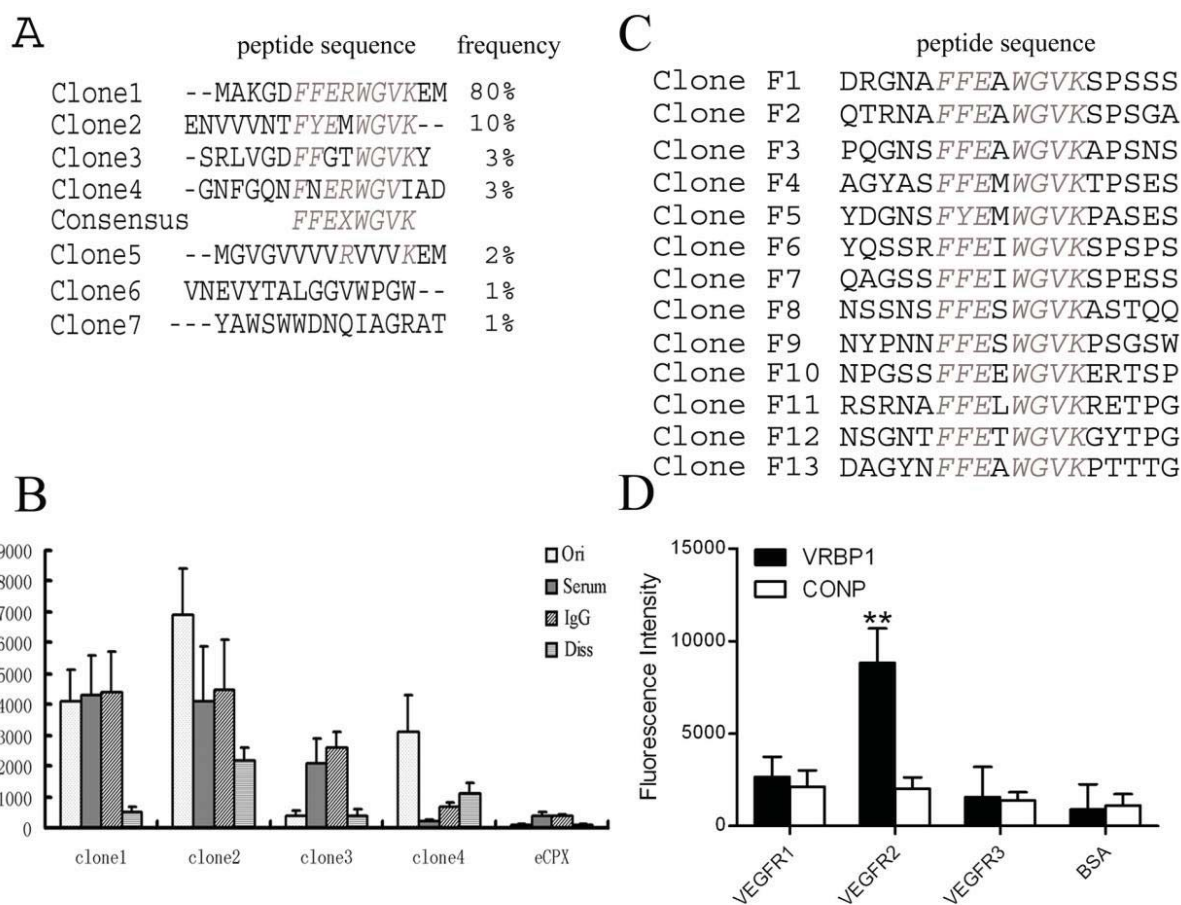 A
peptide sequence frequency
Clone1 --MAKGDFFERWGVKEM 80%
Clone2 ENVVVNTFYEMWGVK-- 10%
Clone3 -SRLVGDFFGTWGVKY 3%
Clone4 -GNFGQNFNERWGVIAD 3%
Consensus FFEXWGVK
Clone5 --MGVGVVVVRVVVKEM 2%
Clone6 VNEVYTALGGVWPGW-- 1%
Clone7 ---YAWSWWDNQIAGRAT 1%
C
peptide sequence
Clone F1 DRGNAFFEAWGVKSPSSS
Clone F2 QTRNAFFEAWGVKSPSGA
Clone F3 PQGNSFFEAWGVKAPSNS
Clone F4 AGYASFFEMWGVKTPSES
Clone F5 YDGNSFYEMWGVKPASES
Clone F6 YQSSRFFEIWGVKSPSPS
Clone F7 QAGSSFFEIWGVKSPESS
Clone F8 NSSNSFFESWGVKASTQQ
Clone F9 NYPNNFFESWGVKPSGSW
Clone F10 NPGSSFFEEWGVKERTSP
Clone F11 RSRNAFFELWGVKRETPG
Clone F12 NSGNTFFETWGVKGYTPG
Clone F13 DAGYNFFEAWGVKPTTTG
B
9000
8000
7000
6000
5000
4000
3000
2000
1000
0
Ori
Serum
IgG
Diss
clone1 clone2 clone3 clone4 eCPX
D
Fluorescence Intensity
15000
10000
5000
0
VRBP1
CONP
**
VEGFR1 VEGFR2 VEGFR3 BSA